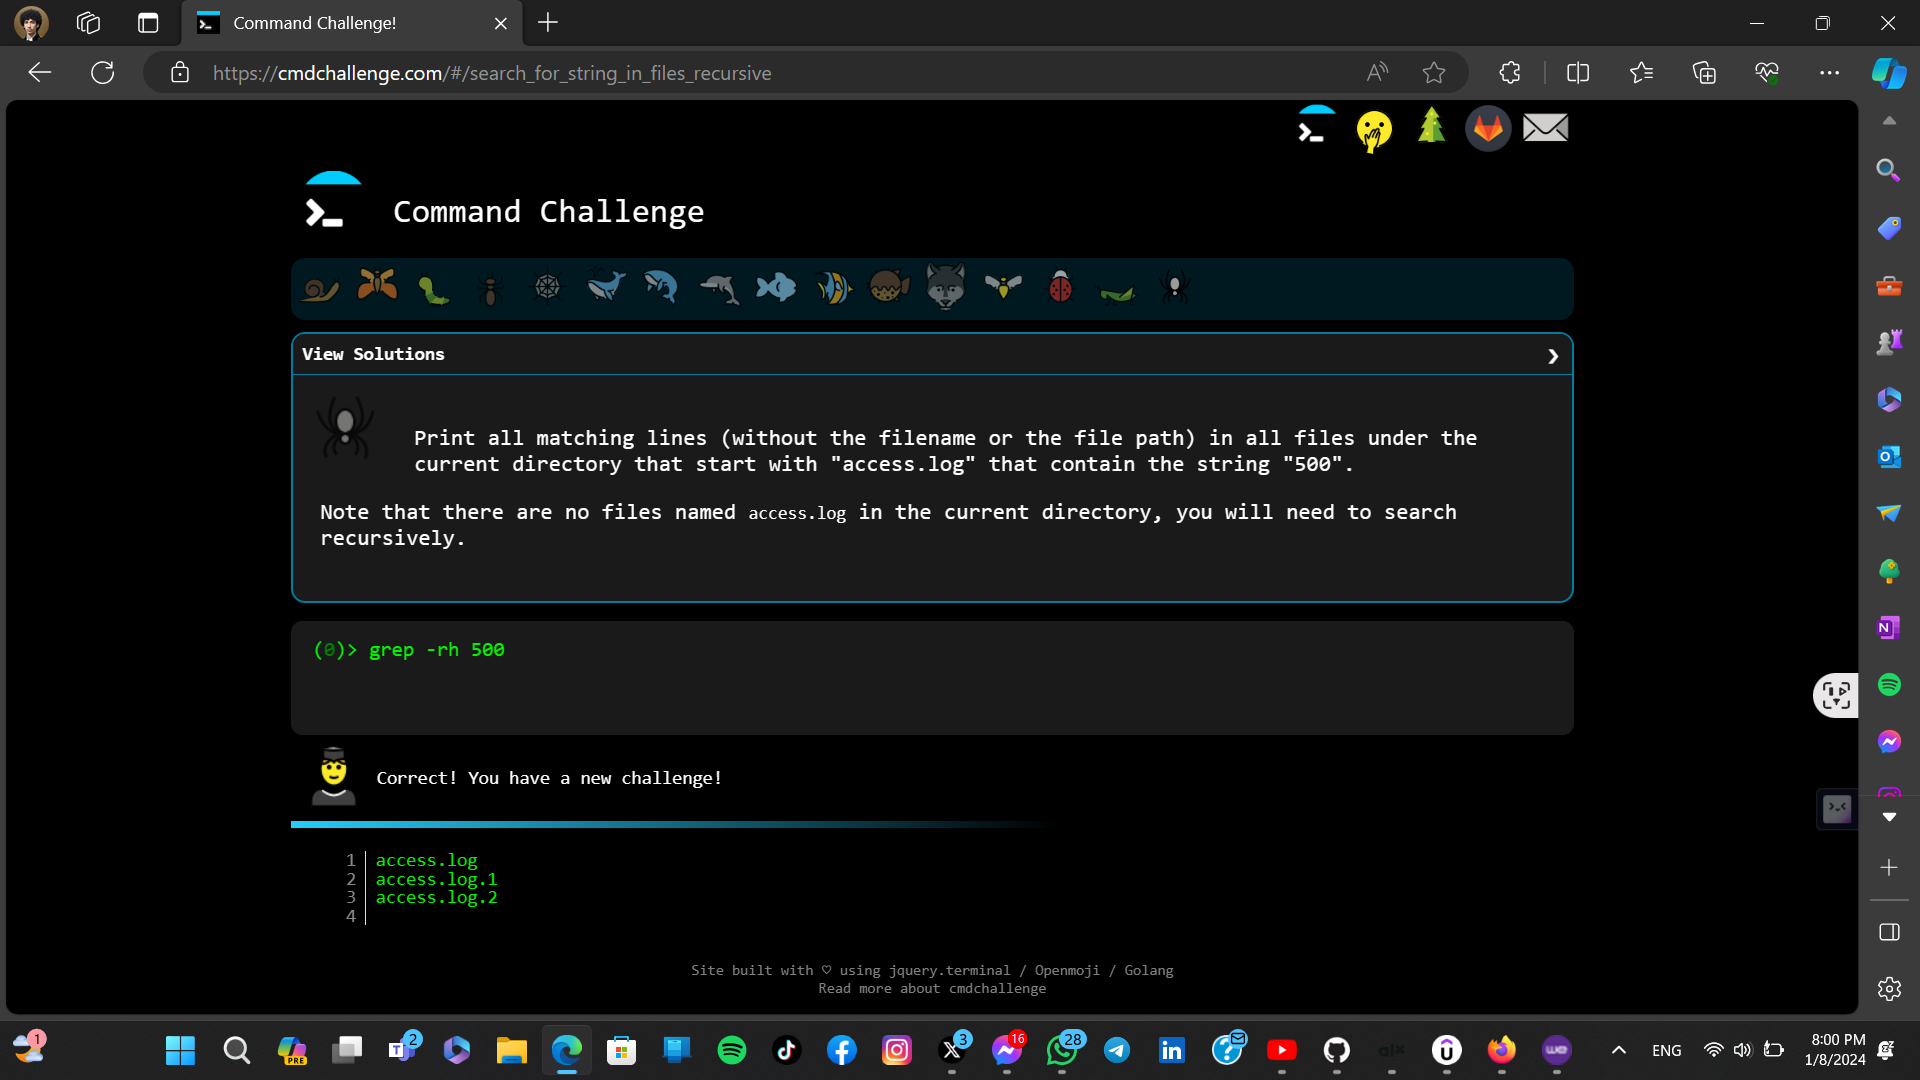 Command Challenge!
https://cmdchallenge.com/#/search_for_string_in_files_recursive
Command Challenge
View Solutions
Print all matching lines (without the filename or the file path) in all files under the
current directory that start with "access.log" that contain the string "500".
Note that there are no files named access.log in the current directory, you will need to search
recursively.
(0)> grep -rh 500
Correct! You have a new challenge!
1 access.log
2 access.log.1
3 access.log.2
4
Site built with ♡ using jquery.terminal / Openmoji / Golang
Read more about cmdchallenge
1
PRE
2
3
16
28
alx
we
ENG
8:00 PM
1/8/2024